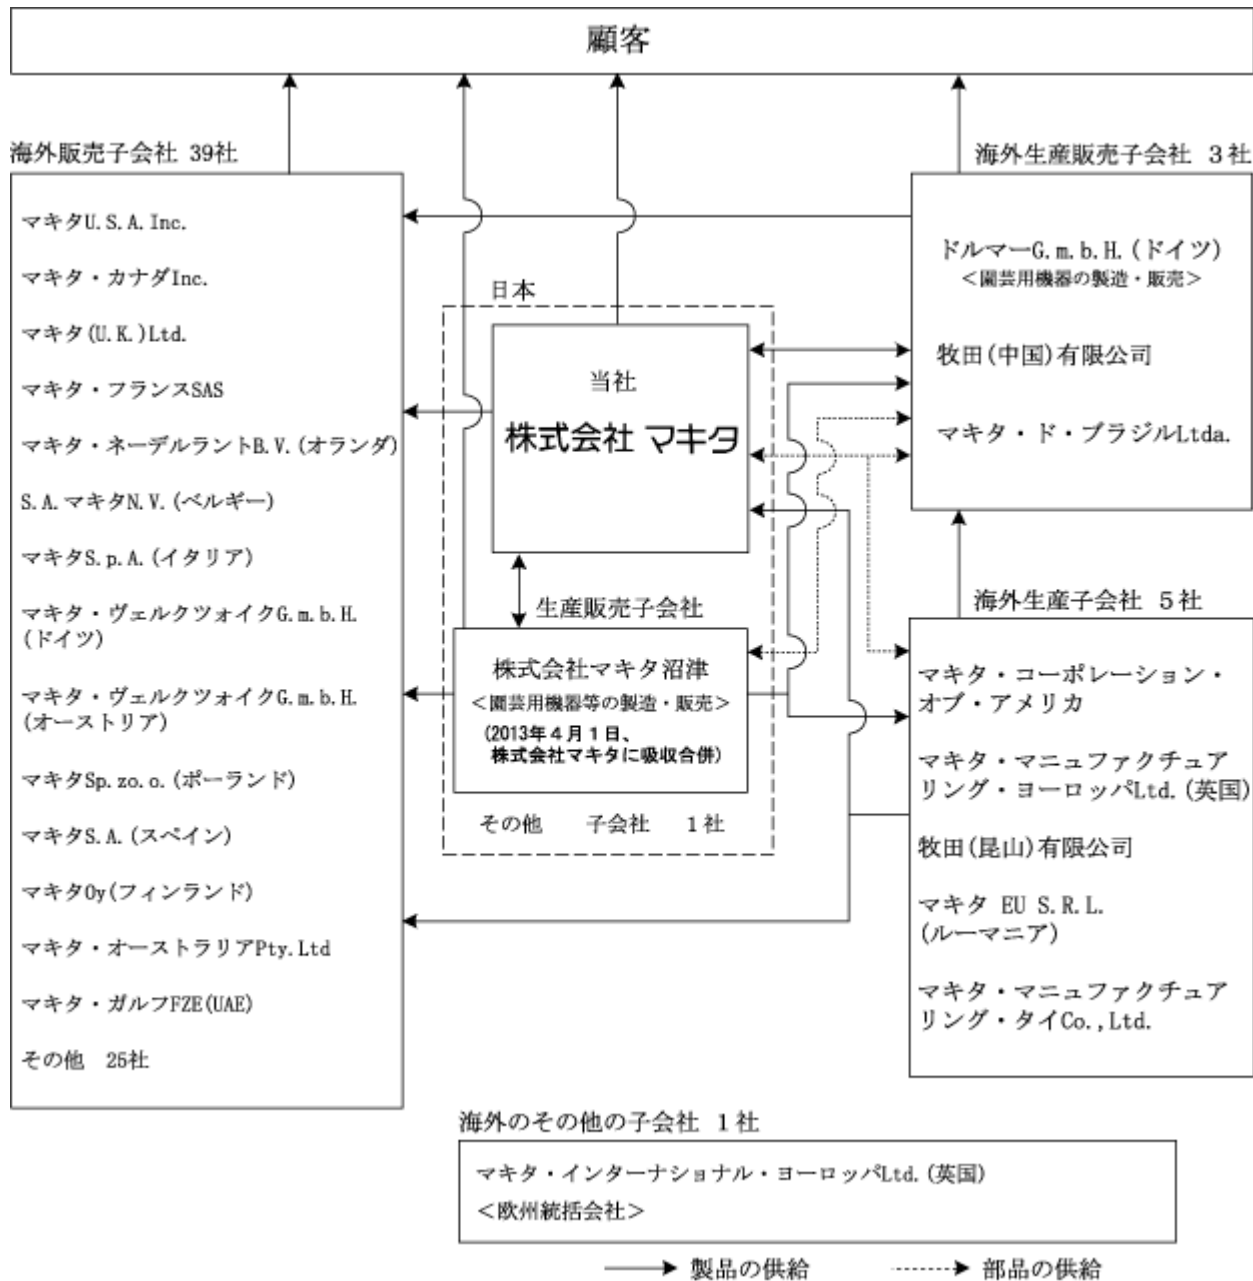 顧客
海外販売子会社 39社
マキタU.S.A.Inc.
マキタ・カナダInc.
マキタ(U.K.)Ltd.
マキタ・フランスSAS
マキタ・ネーデルラントB.V.(オランダ)
S.A.マキタN.V.(ベルギー)
マキタS.p.A.(イタリア)
マキタ・ヴェルクツォイクG.m.b.H.
(ドイツ)
マキタ・ヴェルクツォイクG.m.b.H.
(オーストリア)
マキタSp.zo.o.(ポーランド)
マキタS.A.(スペイン)
マキタOy(フィンランド)
マキタ・オーストラリアPty.Ltd
マキタ・ガルフFZE(UAE)
その他 25社
日本
当社
株式会社 マキタ
生産販売子会社
株式会社マキタ沼津
<園芸用機器等の製造・販売>
(2013年4月1日、
株式会社マキタに吸収合併)
その他 子会社 1社
海外生産販売子会社 3社
ドルマーG.m.b.H.(ドイツ)
<園芸用機器の製造・販売>
牧田(中国)有限公司
マキタ・ド・ブラジルLtda.
海外生産子会社 5社
マキタ・コーポレーション・
オブ・アメリカ
マキタ・マニュファクチュア
リング・ヨーロッパLtd.(英国)
牧田(昆山)有限公司
マキタ EU S.R.L.
(ルーマニア)
マキタ・マニュファクチュア
リング・タイCo.,Ltd.
海外のその他の子会社 1社
マキタ・インターナショナル・ヨーロッパLtd.(英国)
<欧州統括会社>
製品の供給
部品の供給